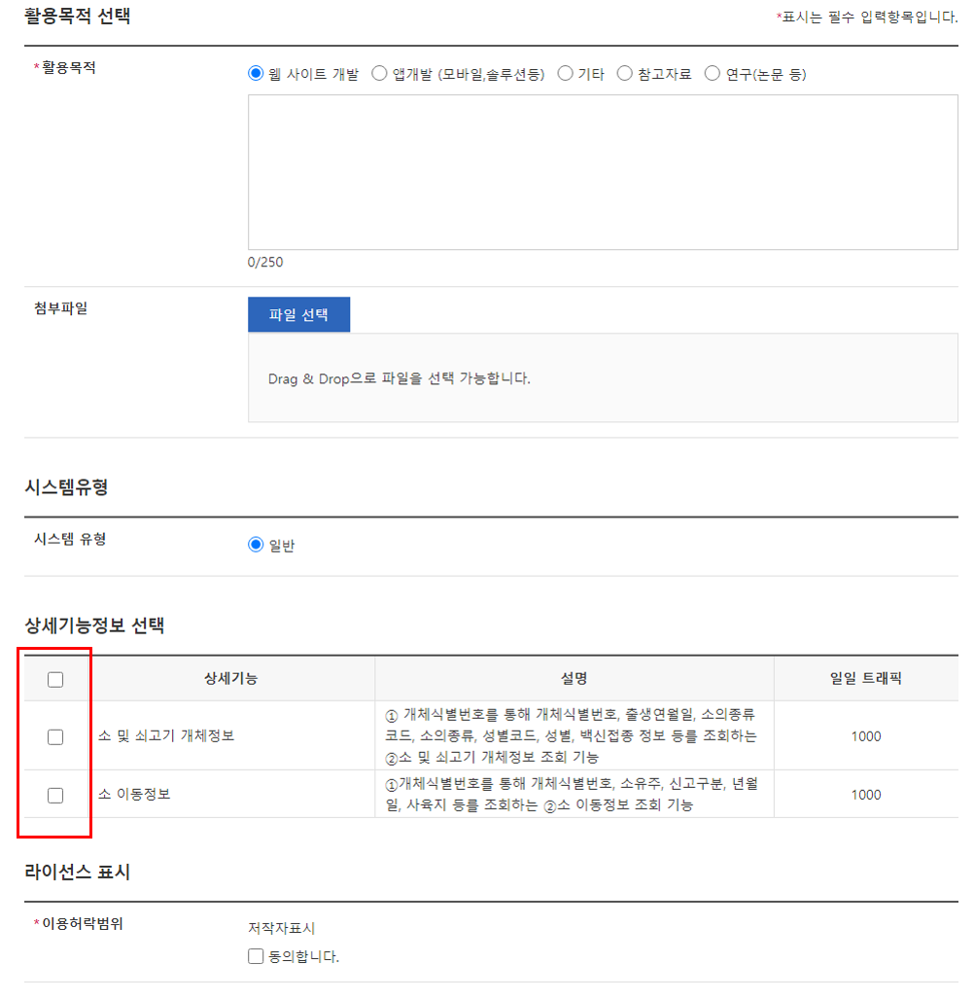 활용목적 선택
*표시는 필수 입력항목입니다.
*활용목적
웹 사이트 개발 앱개발 (모바일,솔루션등) 기타 참고자료 연구(논문 등)
0/250
첨부파일
파일 선택
Drag & Drop으로 파일을 선택 가능합니다.
시스템유형
시스템 유형
일반
상세기능정보 선택
상세기능 설명 일일 트래픽
소 및 쇠고기 개체정보
① 개체식별번호를 통해 개체식별번호, 출생연월일, 소의종류
코드, 소의종류, 성별코드, 성별, 백신접종 정보 등를 조회하는
②소 및 쇠고기 개체정보 조회 기능
1000
소 이동정보
①개체식별번호를 통해 개체식별번호, 소유주, 신고구분, 년월
일, 사육지 등를 조회하는 ②소 이동정보 조회 기능
1000
라이선스 표시
*이용허락범위
저작자표시
동의합니다.